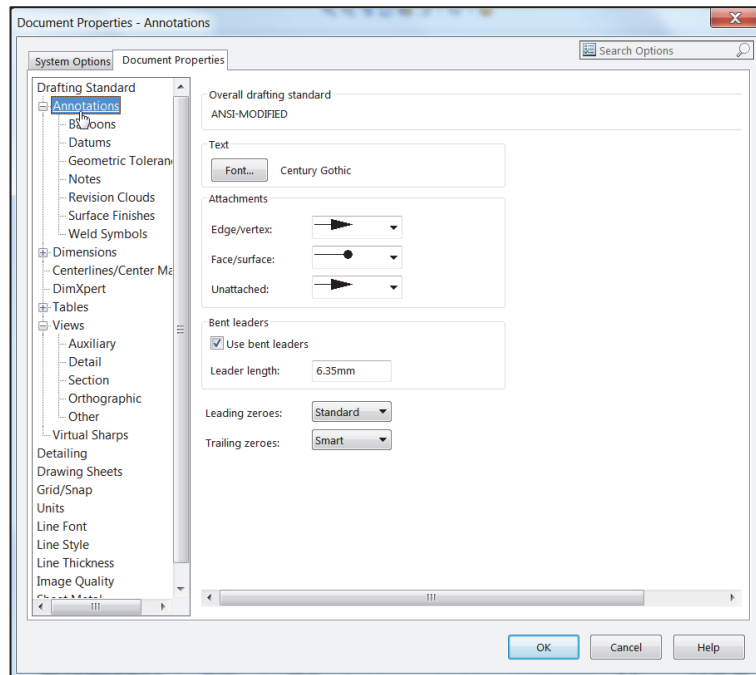 Document Properties - Annotations
System Options
Document Properties
Search Options
Drafting Standard
Annotations
Datums
Geometric Toleran
Notes
Revision Clouds
Surface Finishes
Weld Symbols
Dimensions
Centerlines/Center Ma
DimXpert
Tables
Views
Auxiliary
Detail
Section
Orthographic
Other
Virtual Sharps
Detailing
Drawing Sheets
Grid/Snap
Units
Line Font
Line Style
Line Thickness
Image Quality
Overall drafting standard
ANSI-MODIFIED
Text
Font... Century Gothic
Attachments
Edge/vertex:
Face/surface:
Unattached:
Bent leaders
Use bent leaders
Leader length: 6.35mm
Leading zeroes: Standard
Trailing zeroes: Smart
OK Cancel Help